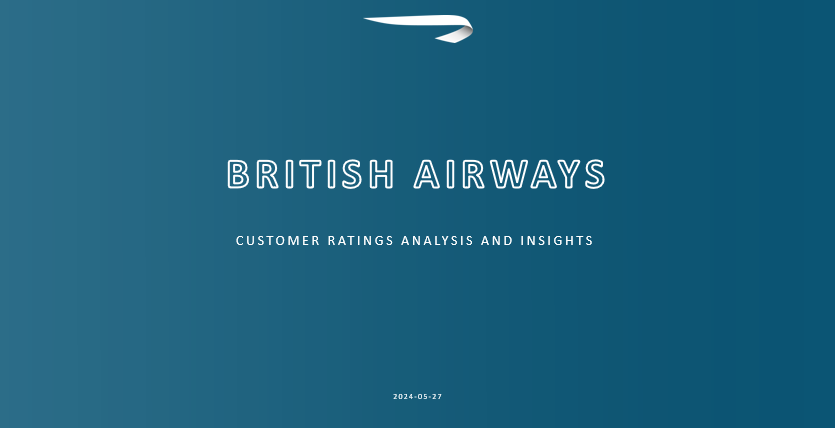 BRITISH AIRWAYS
CUSTOMER RATINGS ANALYSIS AND INSIGHTS
2024-05-27